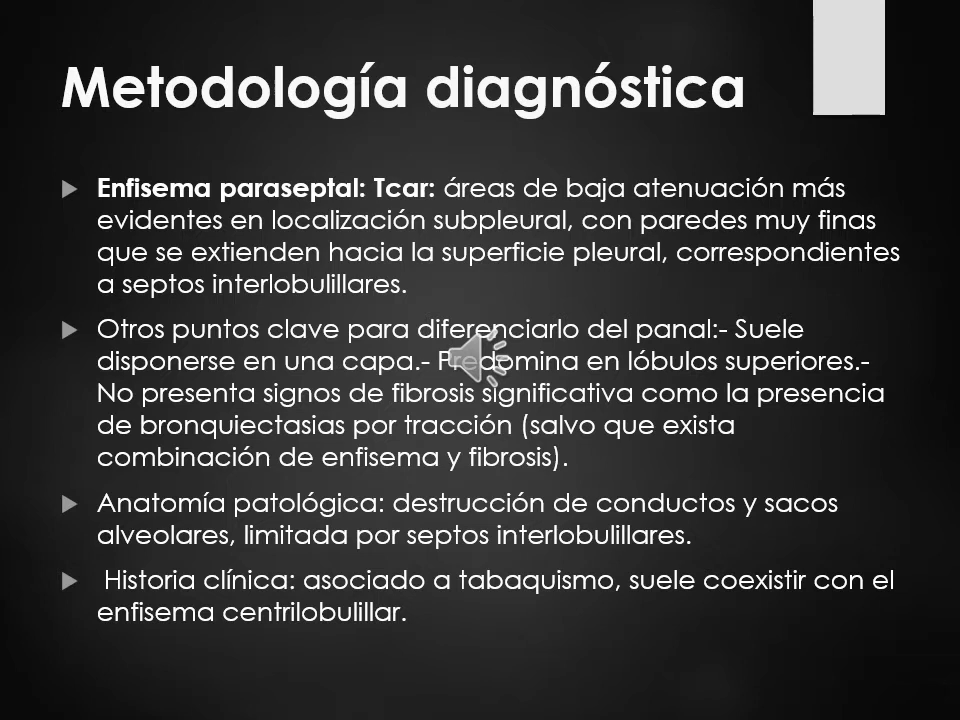 Metodología diagnóstica
Enfisema paraseptal: Tcar: áreas de baja atenuación más
evidentes en localización subpleural, con paredes muy finas
que se extienden hacia la superficie pleural, correspondientes
a septos interlobulillares.
Otros puntos clave para diferenciarlo del panal:- Suele
disponerse en una capa.- Predomina en lóbulos superiores.-
No presenta signos de fibrosis significativa como la presencia
de bronquiectasias por tracción (salvo que exista
combinación de enfisema y fibrosis).
Anatomía patológica: destrucción de conductos y sacos
alveolares, limitada por septos interlobulillares.
Historia clínica: asociado a tabaquismo, suele coexistir con el
enfisema centrilobulillar.